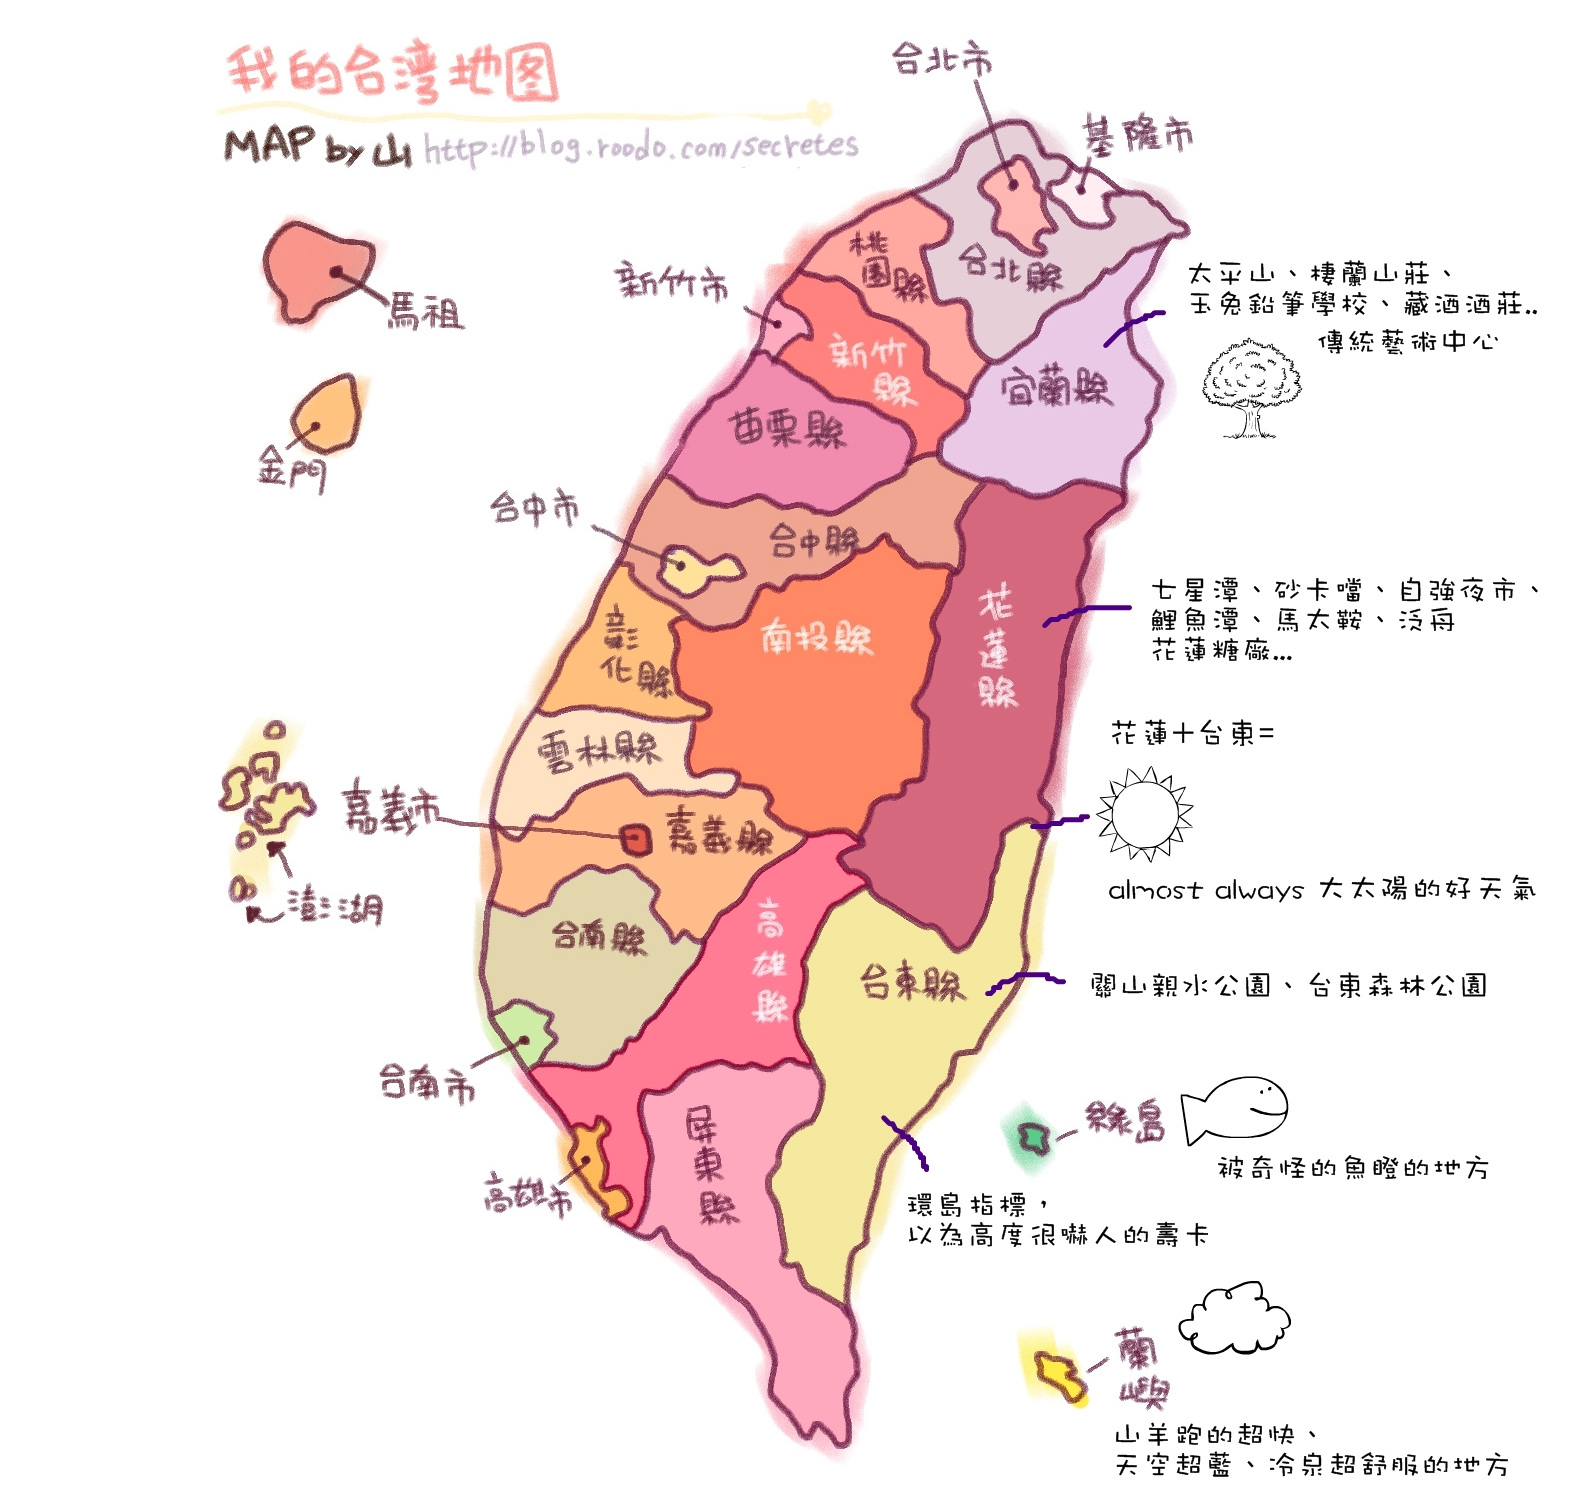 我的台灣地图
MAP by 山 http://blog.roodo.com/secretes
台北市
基隆市
桃園縣
台北縣
新竹市
新竹縣
宜蘭縣
太平山、棲蘭山莊、
玉兔鉛筆學校、藏酒酒莊..
傳統藝術中心
馬祖
金門
苗栗縣
台中市
台中縣
彰化縣
南投縣
花蓮縣
七星潭、砂卡噹、自強夜市、
鯉魚潭、馬太鞍、泛舟
花蓮糖廠...
雲林縣
花蓮+台東=
嘉義市
嘉義縣
澎湖
almost always 大太陽的好天氣
台南縣
高雄縣
台東縣
關山親水公園、台東森林公園
台南市
屏東縣
高雄市
綠島
被奇怪的魚瞪的地方
環島指標，
以為高度很嚇人的壽卡
蘭嶼
山羊跑的超快、
天空超藍、冷泉超舒服的地方